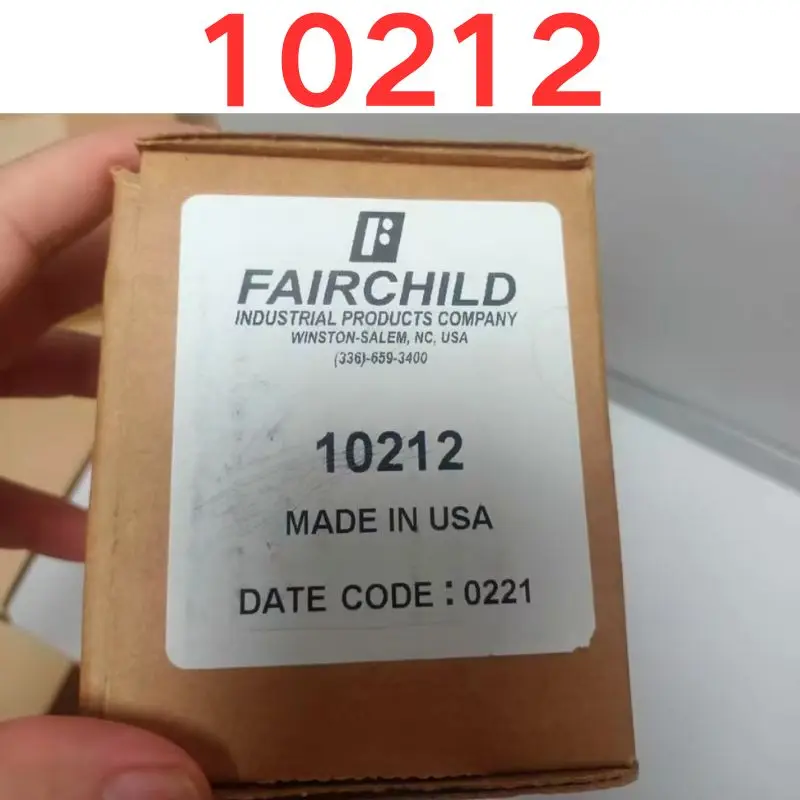 10212
FAIRCHILD
INDUSTRIAL PRODUCTS COMPANY
WINSTON-SALEM, NC, USA
(336)-659-3400
10212
MADE IN USA
DATE CODE : 0221